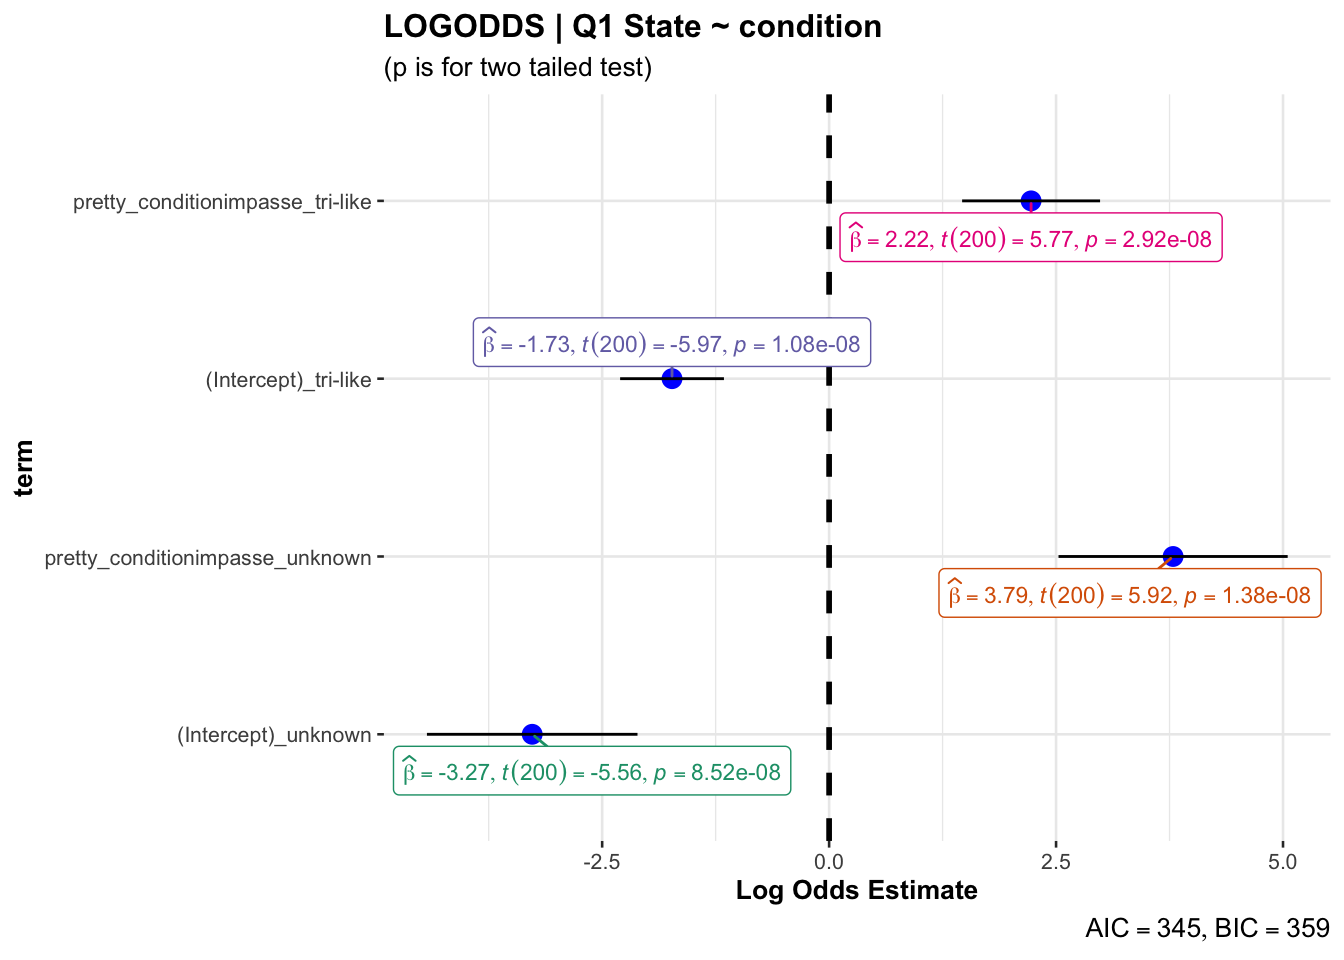 LOGODDS | Q1 State ~ condition
(p is for two tailed test)
pretty_conditionimpasse_tri-like
β̂ = 2.22, t(200) = 5.77, p = 2.92e-08
β̂ = -1.73, t(200) = -5.97, p = 1.08e-08
(Intercept)_tri-like
term
pretty_conditionimpasse_unknown
β̂ = 3.79, t(200) = 5.92, p = 1.38e-08
(Intercept)_unknown
β̂ = -3.27, t(200) = -5.56, p = 8.52e-08
-2.5 0.0 2.5 5.0
Log Odds Estimate
AIC = 345, BIC = 359